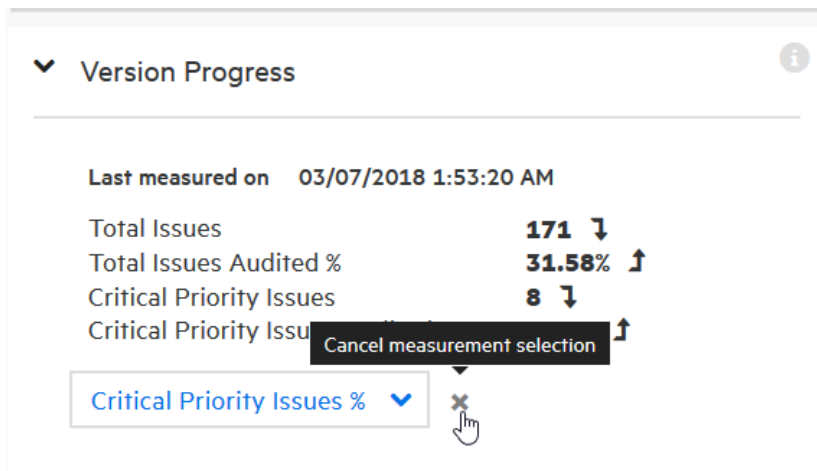 Version Progress
Last measured on 03/07/2018 1:53:20 AM
Total Issues 171
Total Issues Audited % 31.58%
Critical Priority Issues 8
Critical Priority
Cancel measurement selection
Critical Priority Issues %